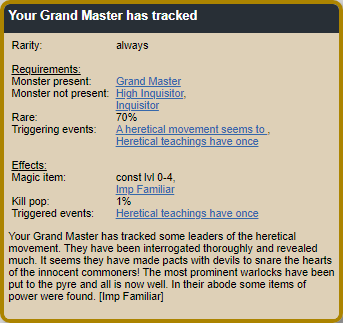 Your Grand Master has tracked
Rarity: always
Requirements:
Monster present: Grand Master
Monster not present: High Inquisitor,
Inquisitor
Rare: 70%
Triggering events: A heretical movement seems to ,
Heretical teachings have once
Effects:
Magic item: const lvl 0-4,
Imp Familiar
Kill pop: 1%
Triggered events: Heretical teachings have once
Your Grand Master has tracked some leaders of the heretical
movement. They have been interrogated thoroughly and revealed
much. It seems they have made pacts with devils to snare the hearts
of the innocent commoners! The most prominent warlocks have been
put to the pyre and all is now well. In their abode some items of
power were found. [Imp Familiar]